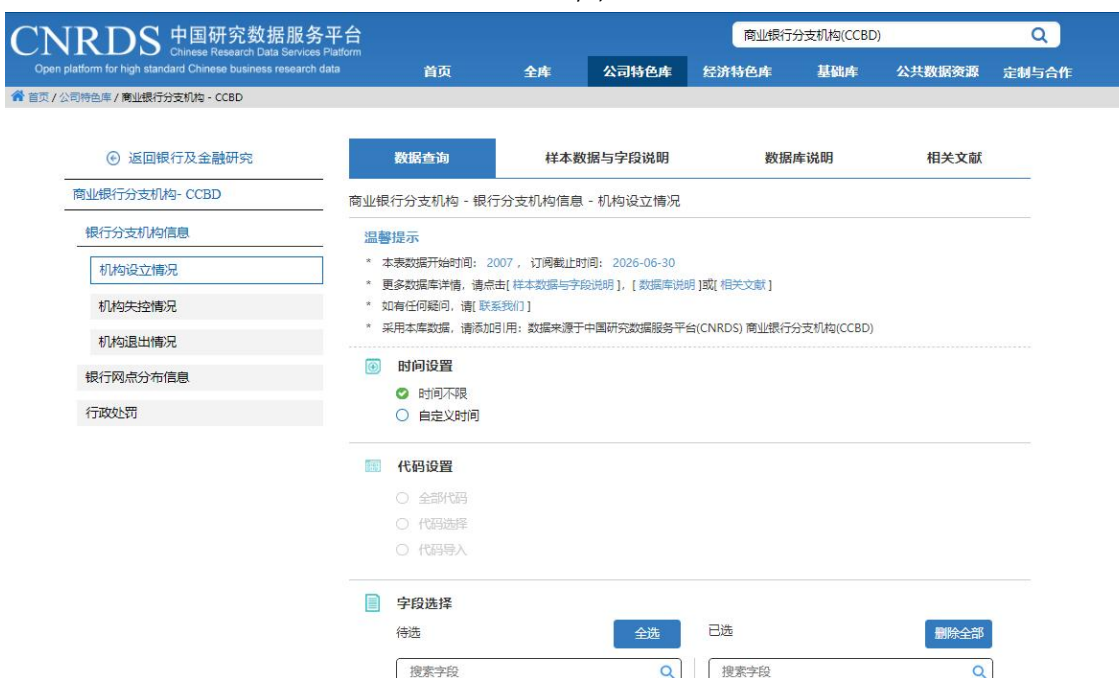 CNRDS 中国研究数据服务平台
Chinese Research Data Services Platform
Open platform for high standard Chinese business research data
商业银行分支机构(CCBD)
首页 全库 公司特色库 经济特色库 基础库 公共数据资源 定制与合作
首页 / 公司特色库 / 商业银行分支机构 - CCBD
返回银行及金融研究
商业银行分支机构- CCBD
银行分支机构信息
机构设立情况
机构失控情况
机构退出情况
银行网点分布信息
行政处罚
数据查询 样本数据与字段说明 数据库说明 相关文献
商业银行分支机构 - 银行分支机构信息 - 机构设立情况
温馨提示
* 本表数据开始时间： 2007 ，订阅截止时间： 2026-06-30
* 更多数据库详情，请点击[ 样本数据与字段说明 ]，[ 数据库说明 ]或[ 相关文献 ]
* 如有任何疑问，请[ 联系我们 ]
* 采用本库数据，请添加引用：数据来源于中国研究数据服务平台(CNRDS) 商业银行分支机构(CCBD)
时间设置
时间不限
自定义时间
代码设置
全部代码
代码选择
代码导入
字段选择
待选 全选 已选 删除全部
搜索字段 搜索字段